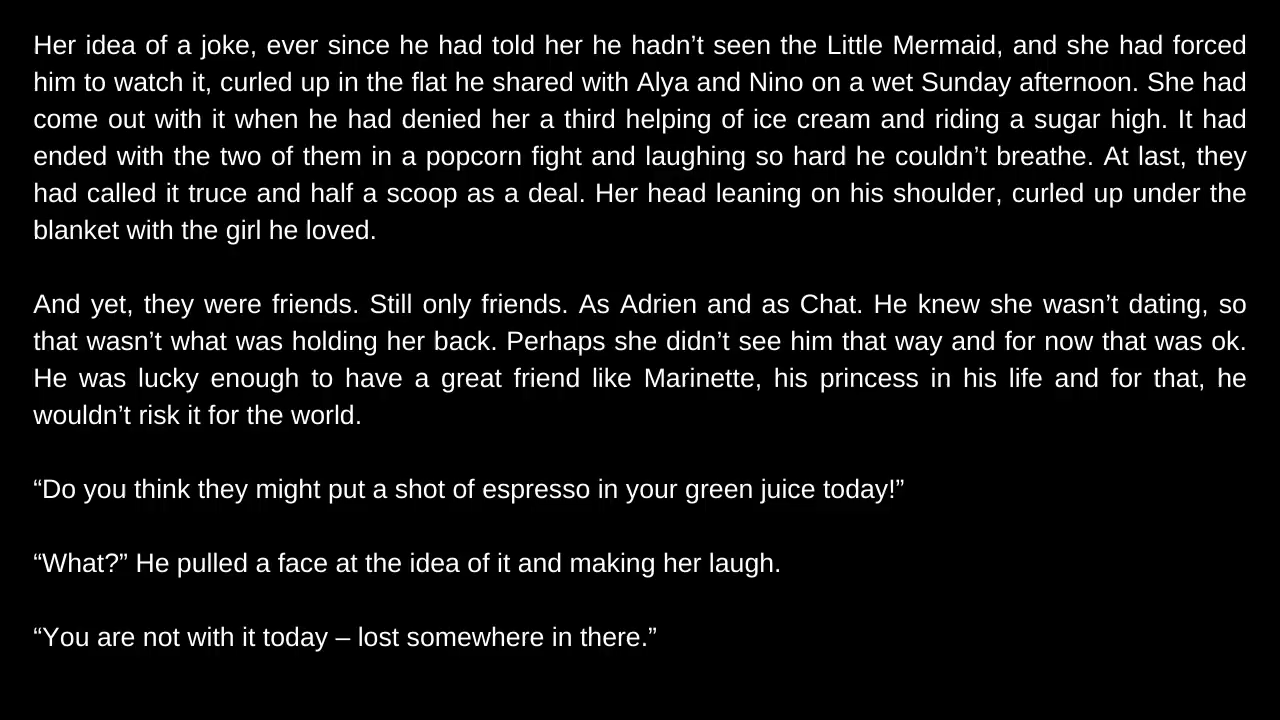 Her idea of a joke, ever since he had told her he hadn’t seen the Little Mermaid, and she had forced
him to watch it, curled up in the flat he shared with Alya and Nino on a wet Sunday afternoon. She had
come out with it when he had denied her a third helping of ice cream and riding a sugar high. It had
ended with the two of them in a popcorn fight and laughing so hard he couldn’t breathe. At last, they
had called it truce and half a scoop as a deal. Her head leaning on his shoulder, curled up under the
blanket with the girl he loved.
And yet, they were friends. Still only friends. As Adrien and as Chat. He knew she wasn’t dating, so
that wasn’t what was holding her back. Perhaps she didn’t see him that way and for now that was ok.
He was lucky enough to have a great friend like Marinette, his princess in his life and for that, he
wouldn’t risk it for the world.
“Do you think they might put a shot of espresso in your green juice today!”
“What?” He pulled a face at the idea of it and making her laugh.
“You are not with it today – lost somewhere in there.”